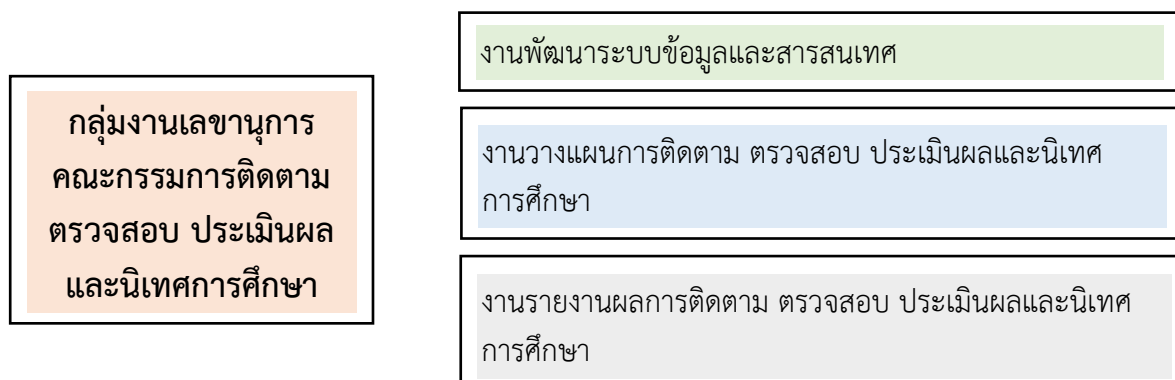 กลุ่มงานเลขานุการ
คณะกรรมการติดตาม
ตรวจสอบ ประเมินผล
และนิเทศการศึกษา
งานพัฒนาระบบข้อมูลและสารสนเทศ
งานวางแผนการติดตาม ตรวจสอบ ประเมินผลและนิเทศ
การศึกษา
งานรายงานผลการติดตาม ตรวจสอบ ประเมินผลและนิเทศ
การศึกษา